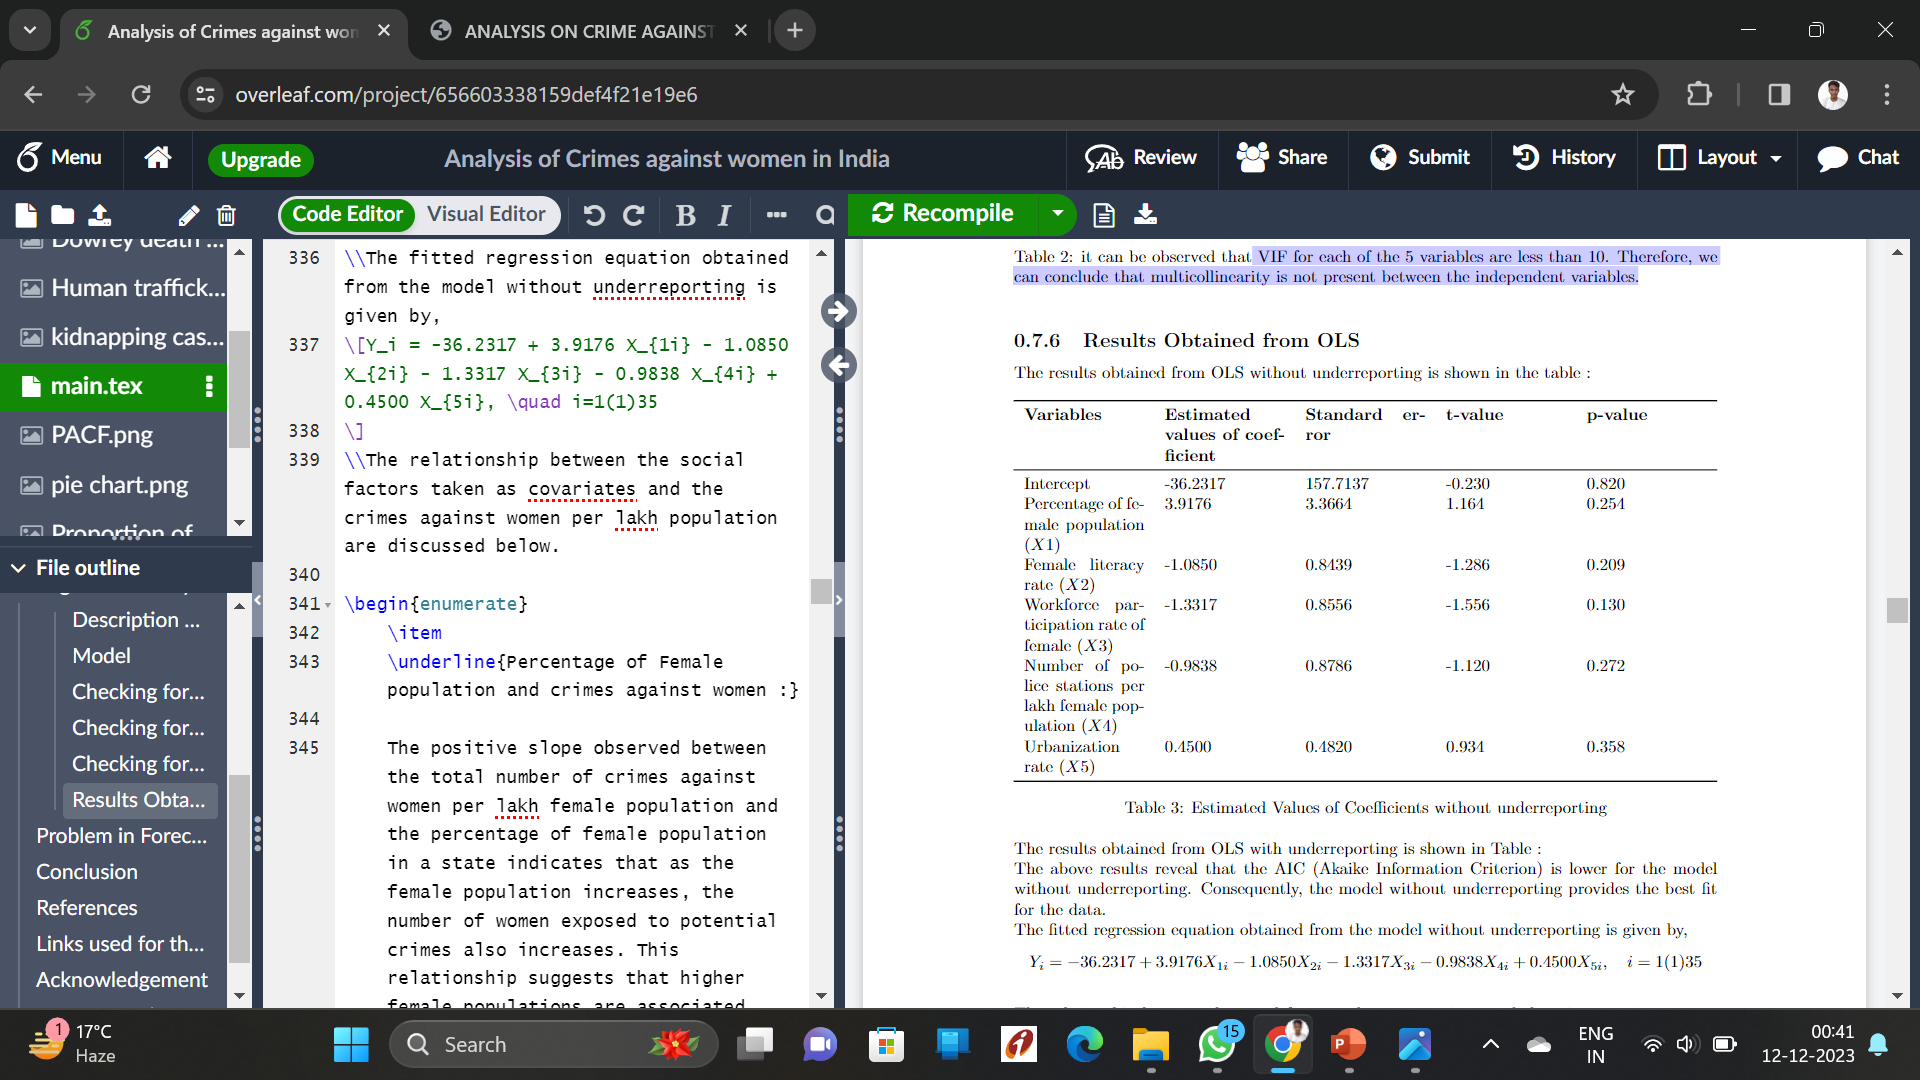 Analysis of Crimes against won
ANALYSIS ON CRIME AGAINST
overleaf.com/project/656603338159def4f21e19e6
Menu
Upgrade
Analysis of Crimes against women in India
Review
Share
Submit
History
Layout
Chat
Code Editor
Visual Editor
B I
Recompile
Dowrey death ...
Human traffick...
kidnapping cas...
main.tex
PACF.png
pie chart.png
Proportion of
File outline
Description ...
Model
Checking for...
Checking for...
Checking for...
Results Obta...
Problem in Forec...
Conclusion
References
Links used for th...
Acknowledgement
336 \\The fitted regression equation obtained
from the model without underreporting is
given by,
337 \[Y_i = -36.2317 + 3.9176 X_{1i} - 1.0850
X_{2i} - 1.3317 X_{3i} - 0.9838 X_{4i} +
0.4500 X_{5i}, \quad i=1(1)35
338 \]
339 \\The relationship between the social
factors taken as covariates and the
crimes against women per lakh population
are discussed below.
340
341 \begin{enumerate}
342 \item
343 \underline{Percentage of Female
population and crimes against women :}
344
345 The positive slope observed between
the total number of crimes against
women per lakh female population and
the percentage of female population
in a state indicates that as the
female population increases, the
number of women exposed to potential
crimes also increases. This
relationship suggests that higher
female populations are associated
Table 2: it can be observed that VIF for each of the 5 variables are less than 10. Therefore, we
can conclude that multicollinearity is not present between the independent variables.
0.7.6 Results Obtained from OLS
The results obtained from OLS without underreporting is shown in the table :
Variables Estimated Standard er- t-value p-value
values of coef- ror
ficient
Intercept -36.2317 157.7137 -0.230 0.820
Percentage of fe- 3.9176 3.3664 1.164 0.254
male population
(X1)
Female literacy -1.0850 0.8439 -1.286 0.209
rate (X2)
Workforce par- -1.3317 0.8556 -1.556 0.130
ticipation rate of
female (X3)
Number of po- -0.9838 0.8786 -1.120 0.272
lice stations per
lakh female pop-
ulation (X4)
Urbanization 0.4500 0.4820 0.934 0.358
rate (X5)
Table 3: Estimated Values of Coefficients without underreporting
The results obtained from OLS with underreporting is shown in Table :
The above results reveal that the AIC (Akaike Information Criterion) is lower for the model
without underreporting. Consequently, the model without underreporting provides the best fit
for the data.
The fitted regression equation obtained from the model without underreporting is given by,
Yi = −36.2317 + 3.9176X1i − 1.0850X2i − 1.3317X3i − 0.9838X4i + 0.4500X5i, i = 1(1)35
1
17°C
Haze
Search
15
ENG
IN
00:41
12-12-2023